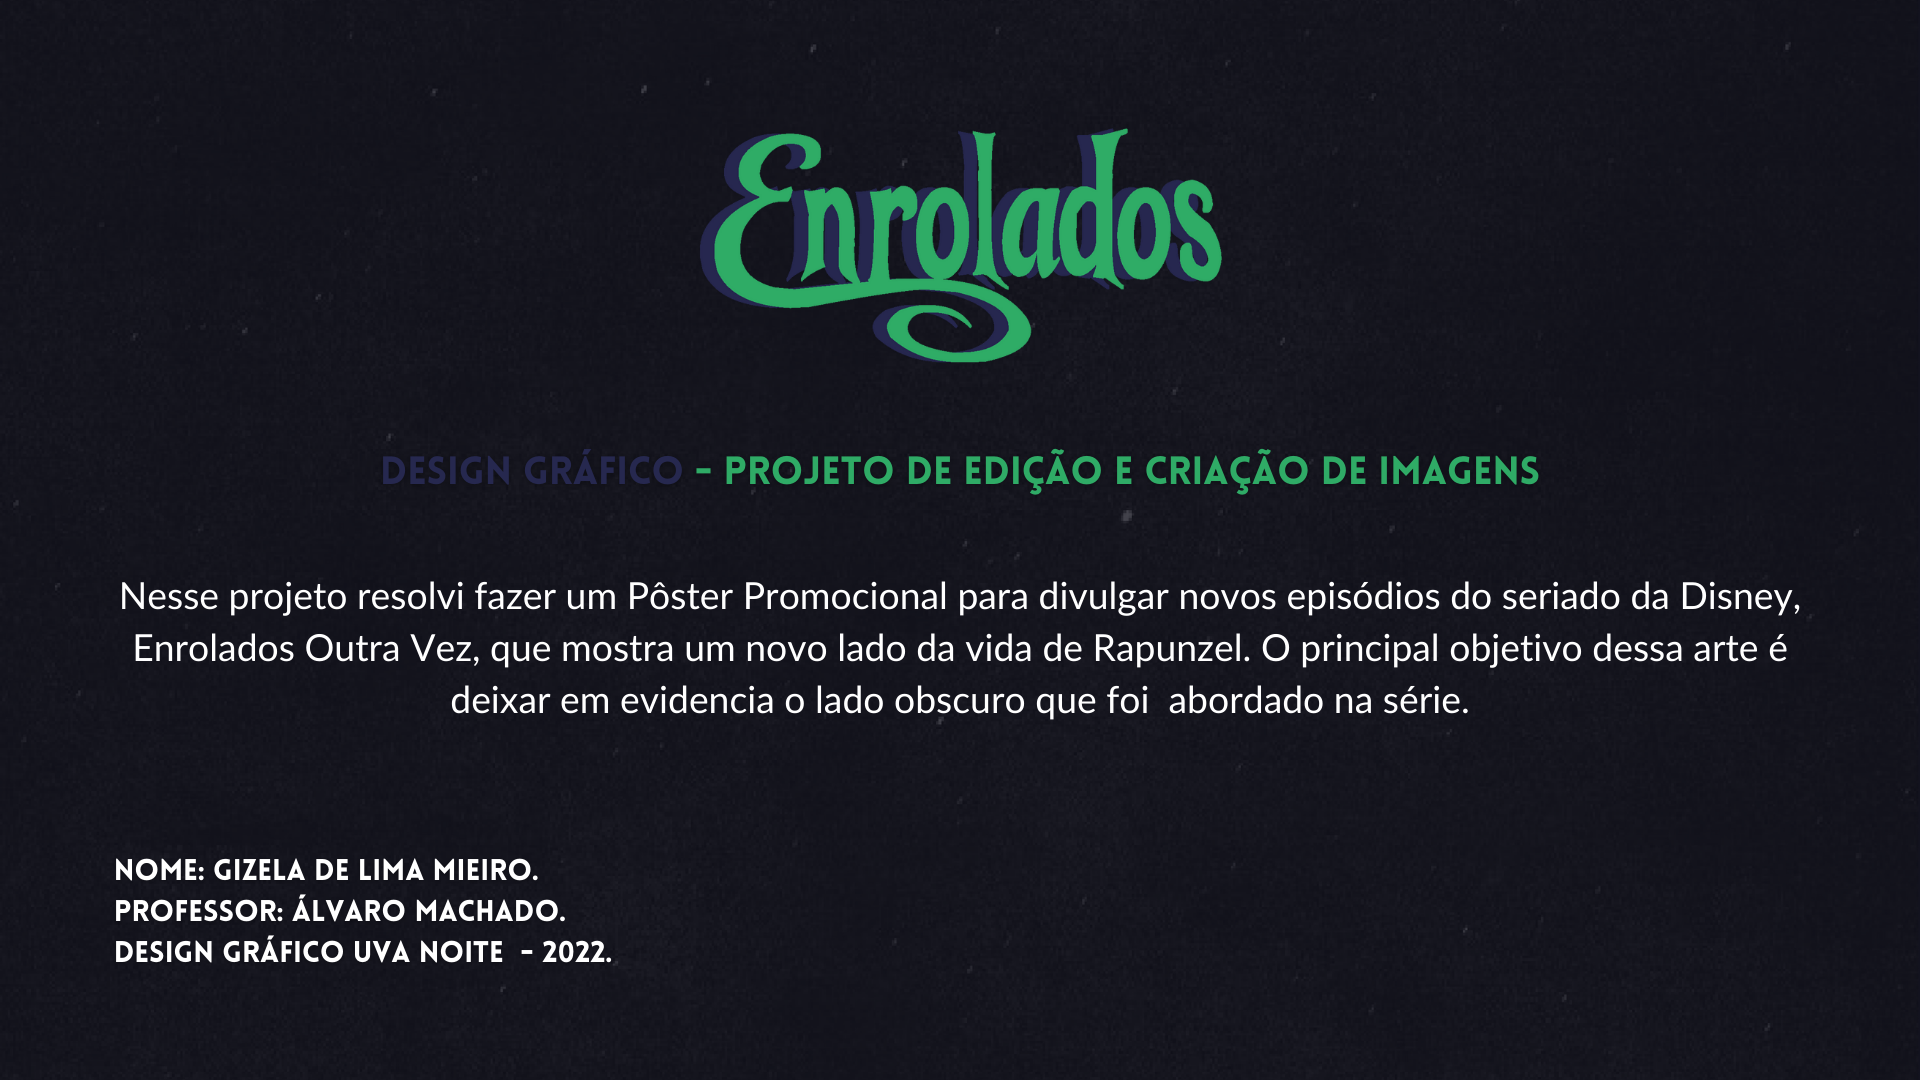 Enrolados
DESIGN GRÁFICO - PROJETO DE EDIÇÃO E CRIAÇÃO DE IMAGENS
Nesse projeto resolvi fazer um Pôster Promocional para divulgar novos episódios do seriado da Disney,
Enrolados Outra Vez, que mostra um novo lado da vida de Rapunzel. O principal objetivo dessa arte é
deixar em evidencia o lado obscuro que foi  abordado na série.
NOME: GIZELA DE LIMA MIEIRO.
PROFESSOR: ÁLVARO MACHADO.
DESIGN GRÁFICO UVA NOITE  - 2022.